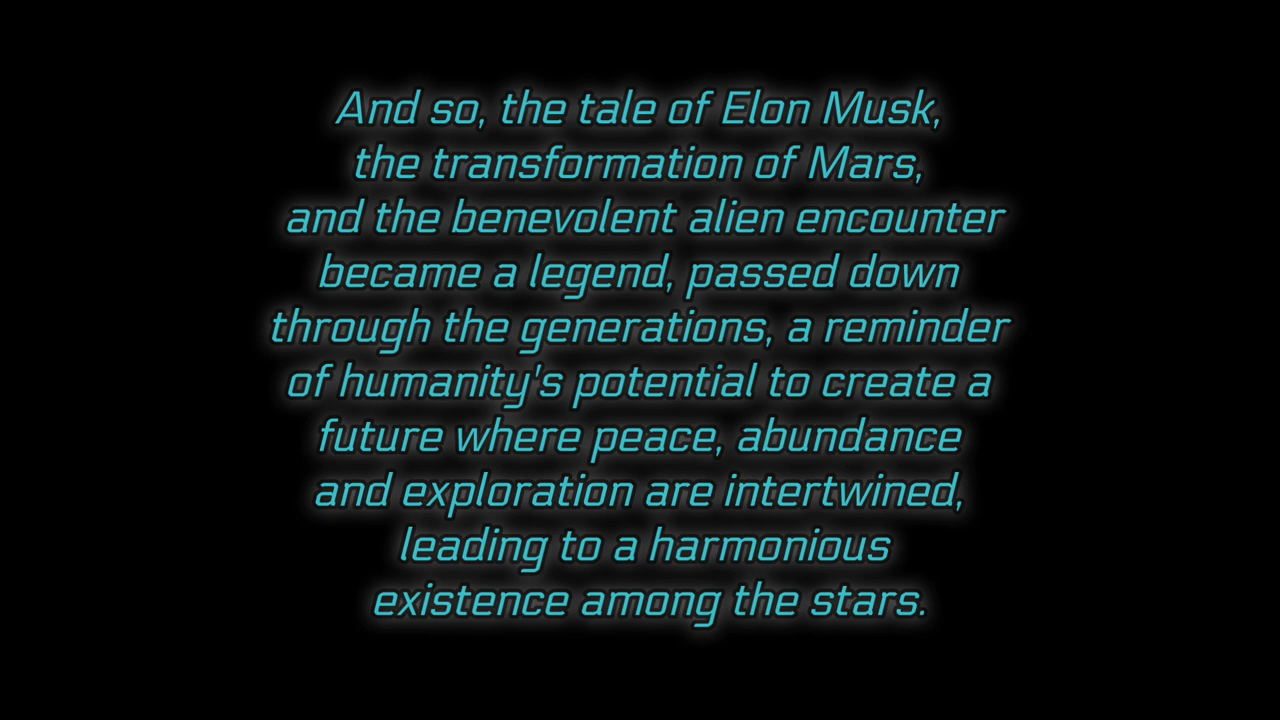 And so, the tale of Elon Musk,
the transformation of Mars,
and the benevolent alien encounter
became a legend, passed down
through the generations, a reminder
of humanity's potential to create a
future where peace, abundance
and exploration are intertwined,
leading to a harmonious
existence among the stars.